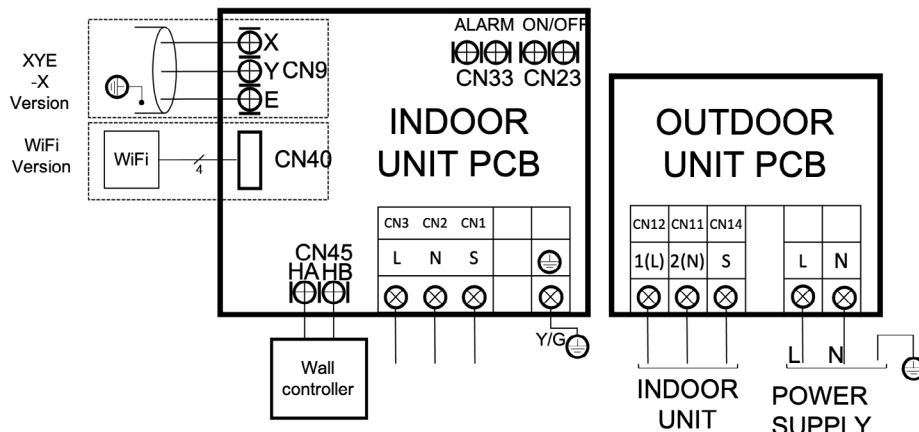 ALARM ON/OFF
CN33 CN23
XYE
-X
Version
X
Y CN9
E
WiFi
Version
WiFi
4
CN40
INDOOR
UNIT PCB
CN3 CN2 CN1
L N S
CN45
HA HB
Wall
controller
Y/G
OUTDOOR
UNIT PCB
CN12 CN11 CN14
1(L) 2(N) S L N
L N
INDOOR
UNIT
POWER
SUPPLY